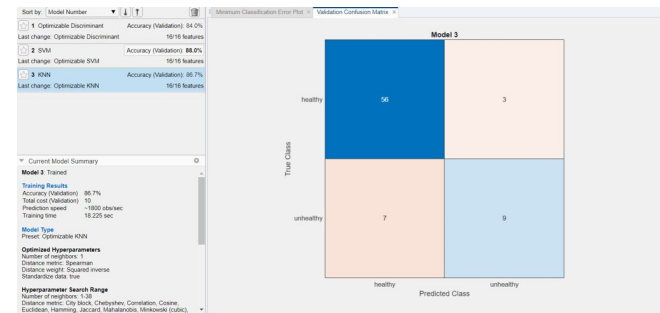 Sort by: Model Number
1 Optimizable Discriminant Accuracy (Validation): 84.0%
Last change: Optimizable Discriminant 16/16 features
2 SVM Accuracy (Validation): 88.0%
Last change: Optimizable SVM 16/16 features
3 KNN Accuracy (Validation): 86.7%
Last change: Optimizable KNN 16/16 features
Current Model Summary
Model 3: Trained
Training Results
Accuracy (Validation) 86.7%
Total cost (Validation) 10
Prediction speed ~1800 obs/sec
Training time 18.225 sec
Model Type
Preset: Optimizable KNN
Optimized Hyperparameters
Number of neighbors: 1
Distance metric: Spearman
Distance weight: Squared inverse
Standardize data: true
Hyperparameter Search Range
Number of neighbors: 1-38
Distance metric: City block, Chebyshev, Correlation, Cosine,
Euclidean, Hamming, Jaccard, Mahalanobis, Minkowski (cubic),
Minimum Classification Error Plot × Validation Confusion Matrix ×
Model 3
True Class
healthy 56 3
unhealthy 7 9
healthy unhealthy
Predicted Class